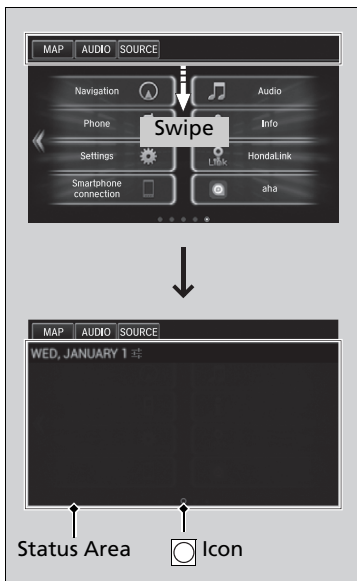 MAP AUDIO SOURCE
Navigation Audio
Phone Info
Swipe
Settings Link HondaLink
Smartphone
connection
aha
MAP AUDIO SOURCE
WED, JANUARY 1
Status Area Icon